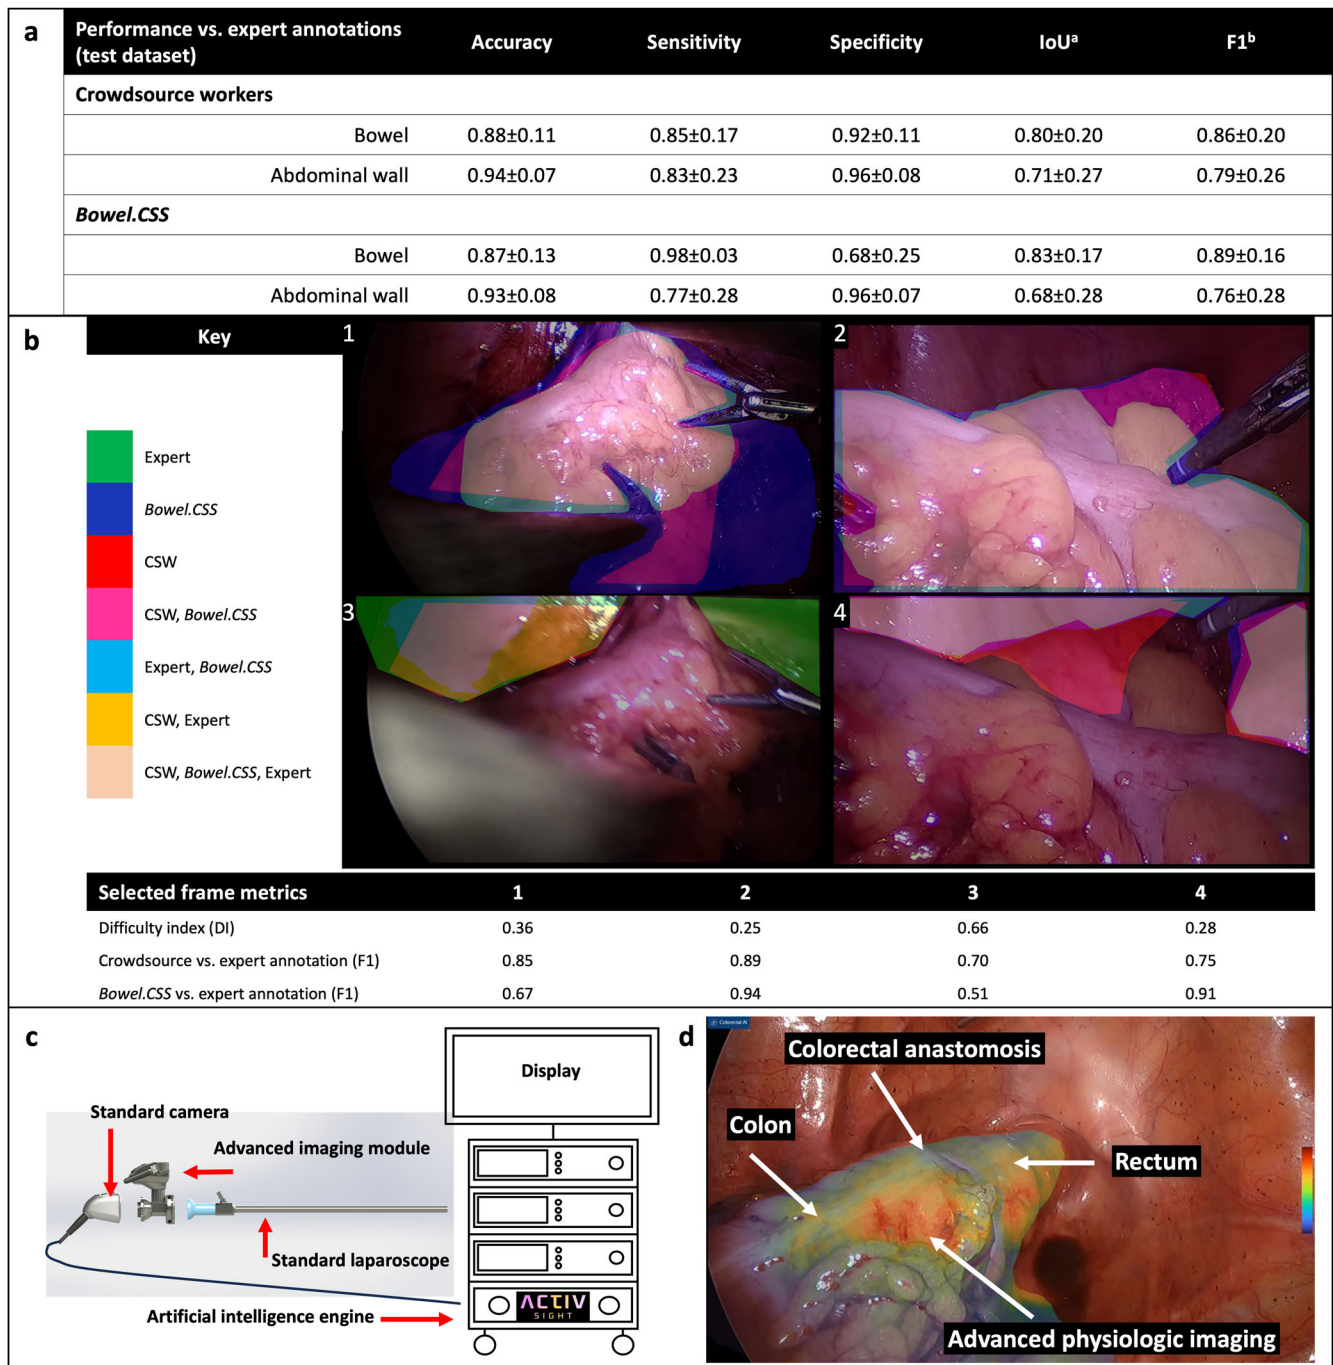 a
Performance vs. expert annotations (test dataset) Accuracy Sensitivity Specificity IoUᵃ F1ᵇ
Crowdsource workers
Bowel 0.88±0.11 0.85±0.17 0.92±0.11 0.80±0.20 0.86±0.20
Abdominal wall 0.94±0.07 0.83±0.23 0.96±0.08 0.71±0.27 0.79±0.26
Bowel.CSS
Bowel 0.87±0.13 0.98±0.03 0.68±0.25 0.83±0.17 0.89±0.16
Abdominal wall 0.93±0.08 0.77±0.28 0.96±0.07 0.68±0.28 0.76±0.28
b
Key
Expert
Bowel.CSS
CSW
CSW, Bowel.CSS
Expert, Bowel.CSS
CSW, Expert
CSW, Bowel.CSS, Expert
1
2
3
4
Selected frame metrics 1 2 3 4
Difficulty index (DI) 0.36 0.25 0.66 0.28
Crowdsource vs. expert annotation (F1) 0.85 0.89 0.70 0.75
Bowel.CSS vs. expert annotation (F1) 0.67 0.94 0.51 0.91
c
Display
Standard camera
Advanced imaging module
Standard laparoscope
Artificial intelligence engine
ACTIV
SIGHT
d
Colorectal AI
Colorectal anastomosis
Colon
Rectum
Advanced physiologic imaging